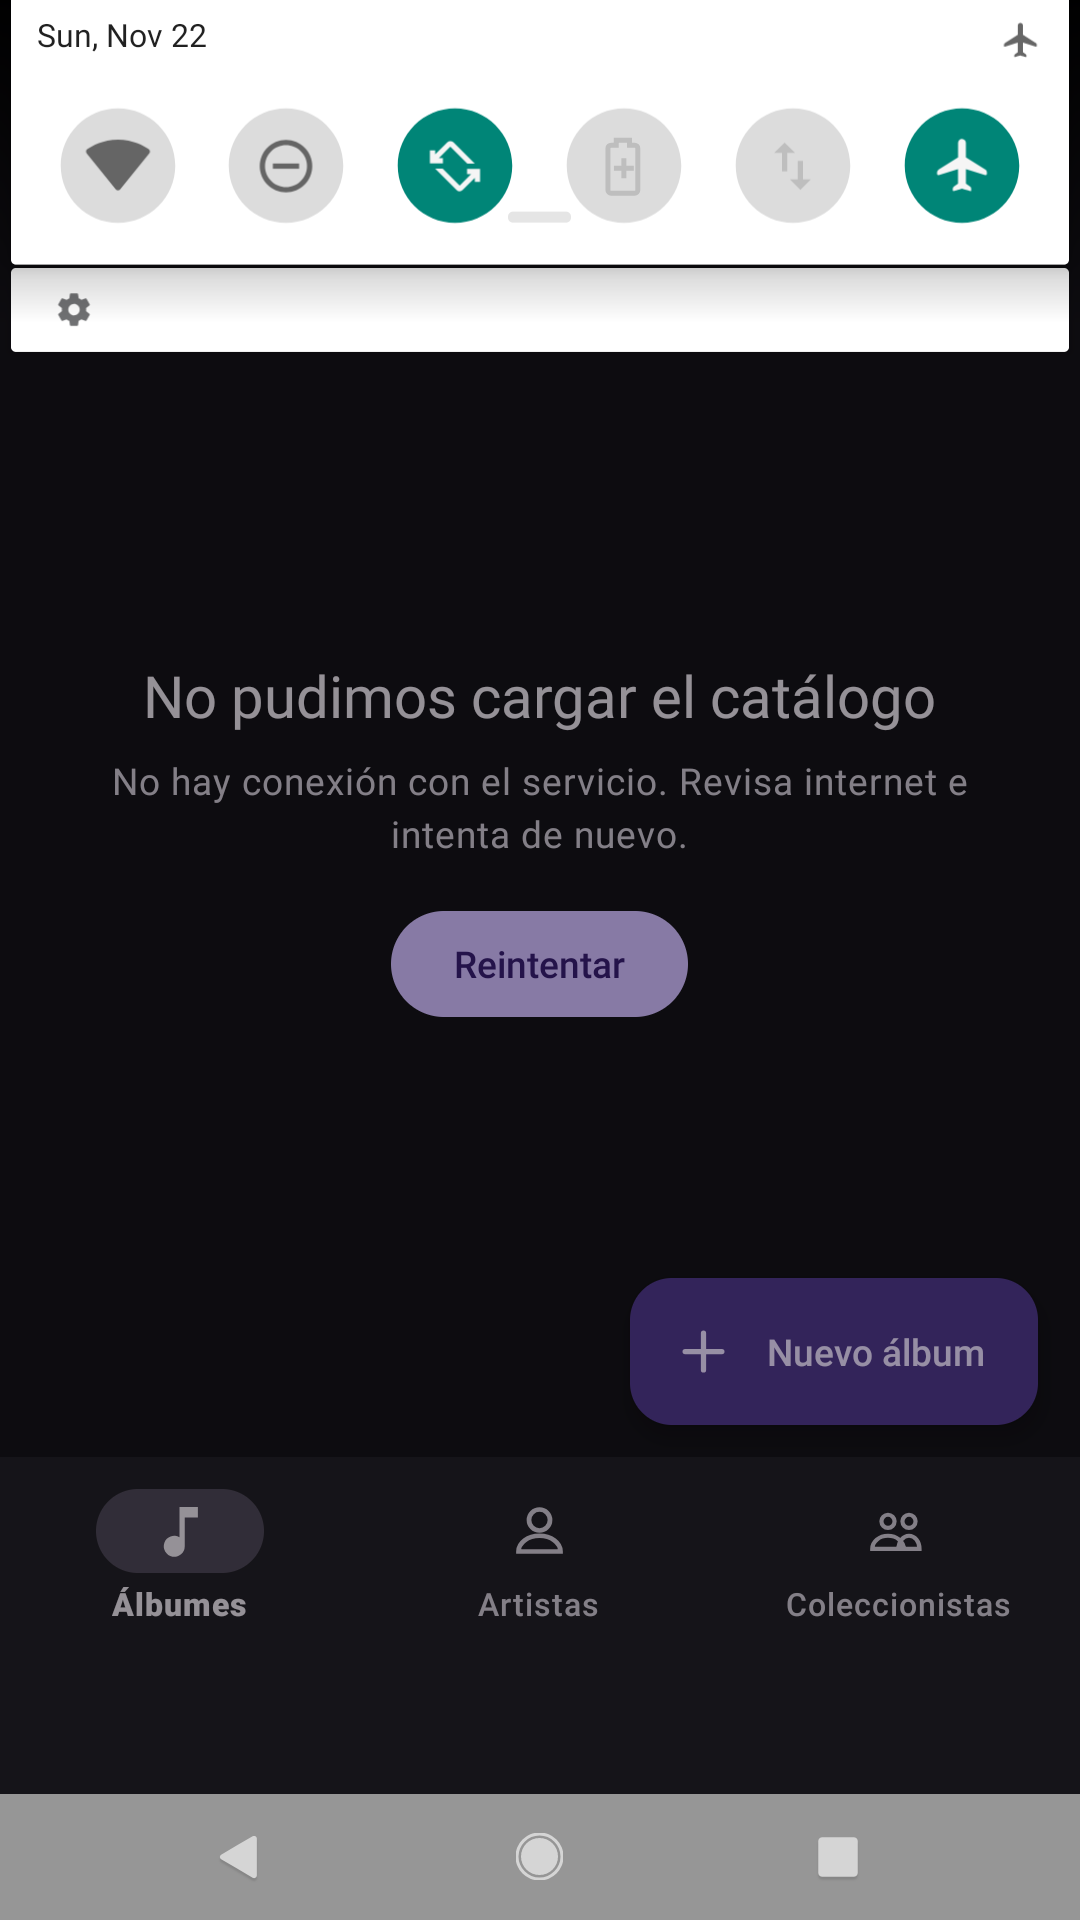 Sun, Nov 22
No pudimos cargar el catálogo
No hay conexión con el servicio. Revisa internet e
intenta de nuevo.
Reintentar
Nuevo álbum
Álbumes
Artistas
Coleccionistas